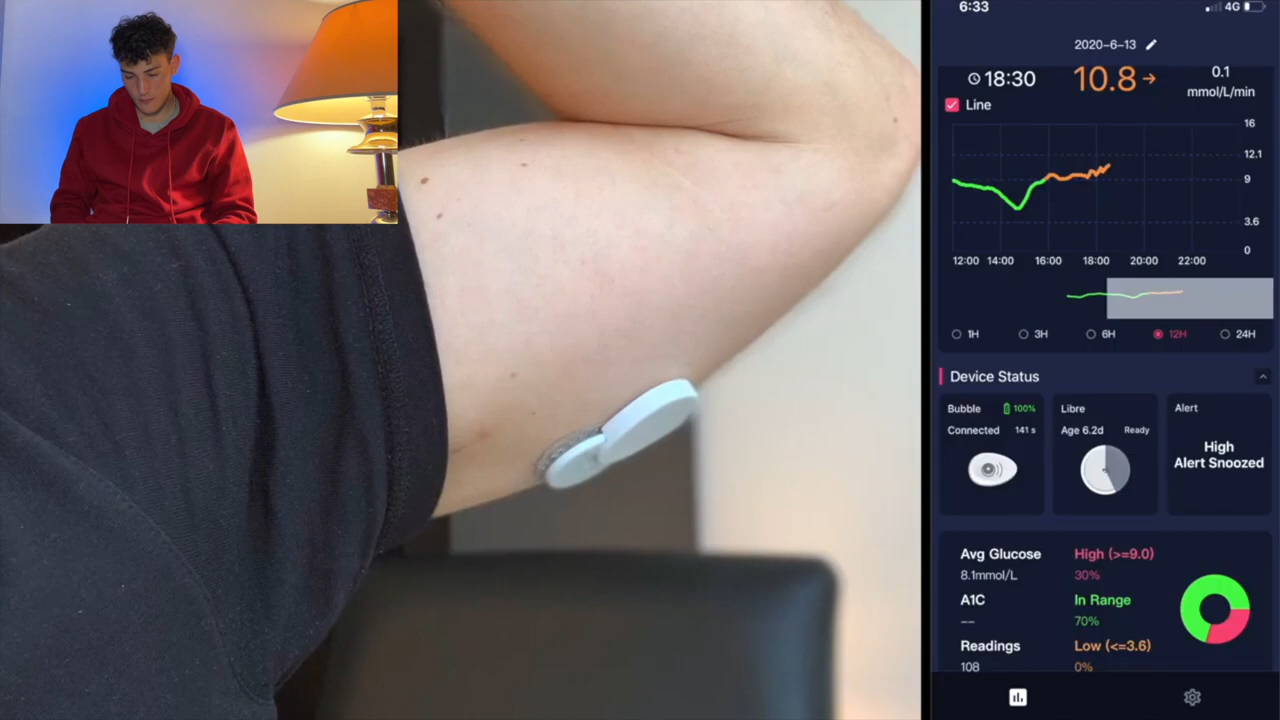 6:33
4G
2020-6-13
18:30
10.8
0.1
mmol/L/min
Line
16
12.1
9
3.6
0
12:00 14:00 16:00 18:00 20:00 22:00
1H 3H 6H 12H 24H
Device Status
Bubble 100%
Connected 141 s
Libre
Age 6.2d Ready
Alert
High
Alert Snoozed
Avg Glucose
8.1mmol/L
High (>=9.0)
30%
A1C
--
In Range
70%
Readings
108
Low (<=3.6)
0%